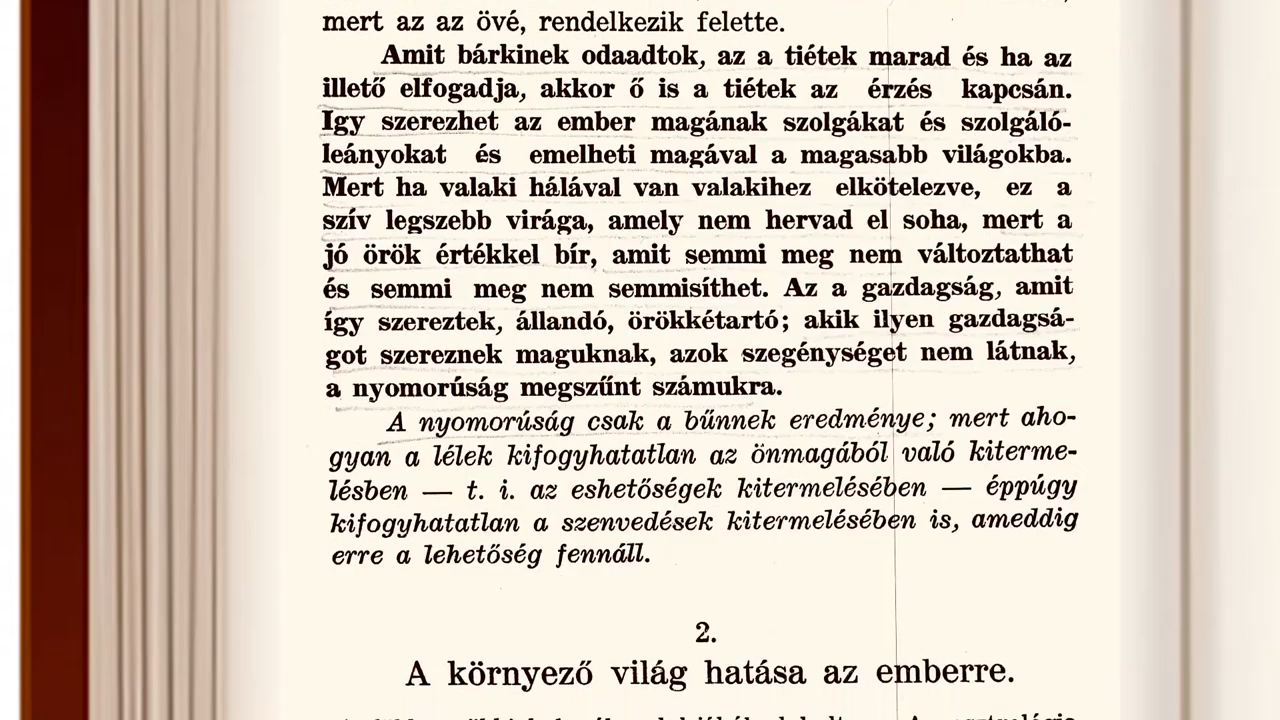 mert az az övé, rendelkezik felette.
Amit bárkinek odaadtok, az a tiétek marad és ha az
illető elfogadja, akkor ő is a tiétek az érzés kapcsán.
Igy szerezhet az ember magának szolgákat és szolgáló-
leányokat és emelheti magával a magasabb világokba.
Mert ha valaki hálával van valakihez elkötelezve, ez a
szív legszebb virága, amely nem hervad el soha, mert a
jó örök értékkel bír, amit semmi meg nem változtathat
és semmi meg nem semmisíthet. Az a gazdagság, amit
így szereztek, állandó, örökkétartó; akik ilyen gazdagsá-
got szereznek maguknak, azok szegénységet nem látnak,
a nyomorúság megszűnt számukra.
A nyomorúság csak a bűnnek eredménye; mert aho-
gyan a lélek kifogyhatatlan az önmagából való kiterme-
lésben — t. i. az eshetőségek kitermelésében — éppúgy
kifogyhatatlan a szenvedések kitermelésében is, ameddig
erre a lehetőség fennáll.
2.
A környező világ hatása az emberre.